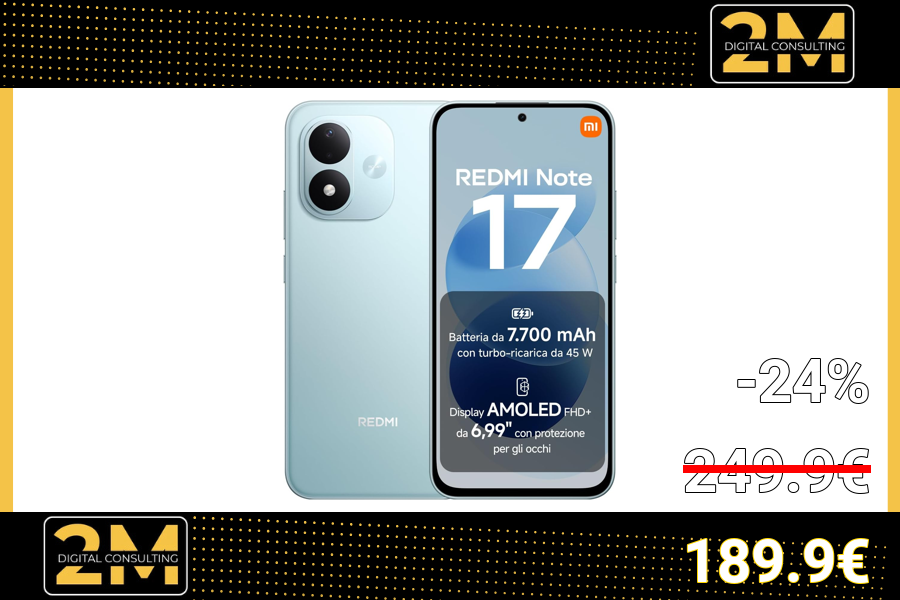 2M
DIGITAL CONSULTING
mi
REDMI Note
17
Batteria da 7.700 mAh
con turbo-ricarica da 45 W
Display AMOLED FHD+
da 6,99" con protezione
per gli occhi
REDMI
-24%
249.9€
2M
DIGITAL CONSULTING
189.9€